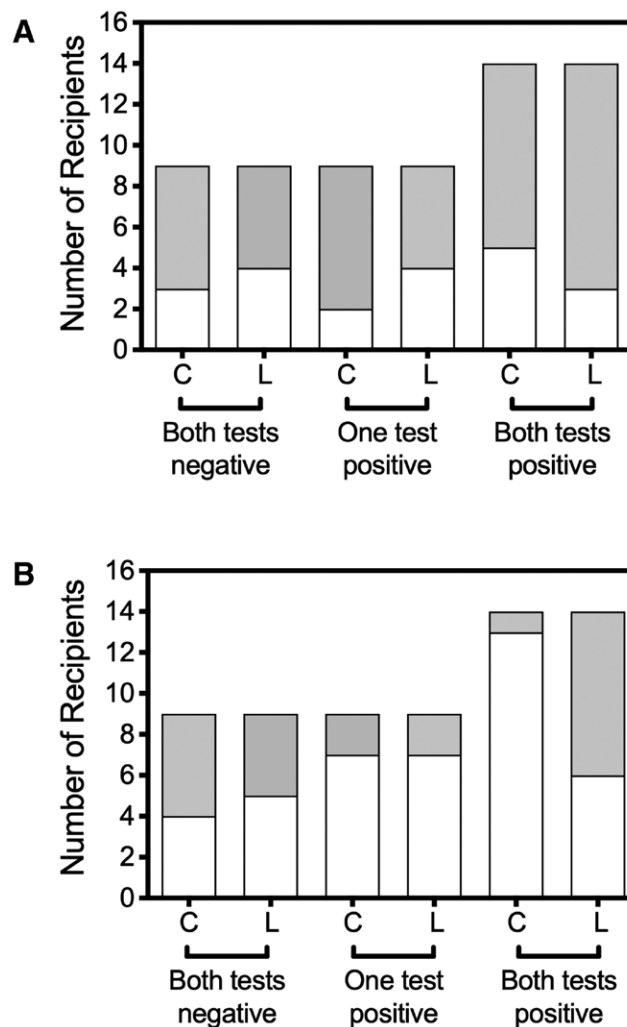 A
Number of Recipients
16
14
12
10
8
6
4
2
0
C L C L C L
Both tests negative
One test positive
Both tests positive
B
Number of Recipients
16
14
12
10
8
6
4
2
0
C L C L C L
Both tests negative
One test positive
Both tests positive